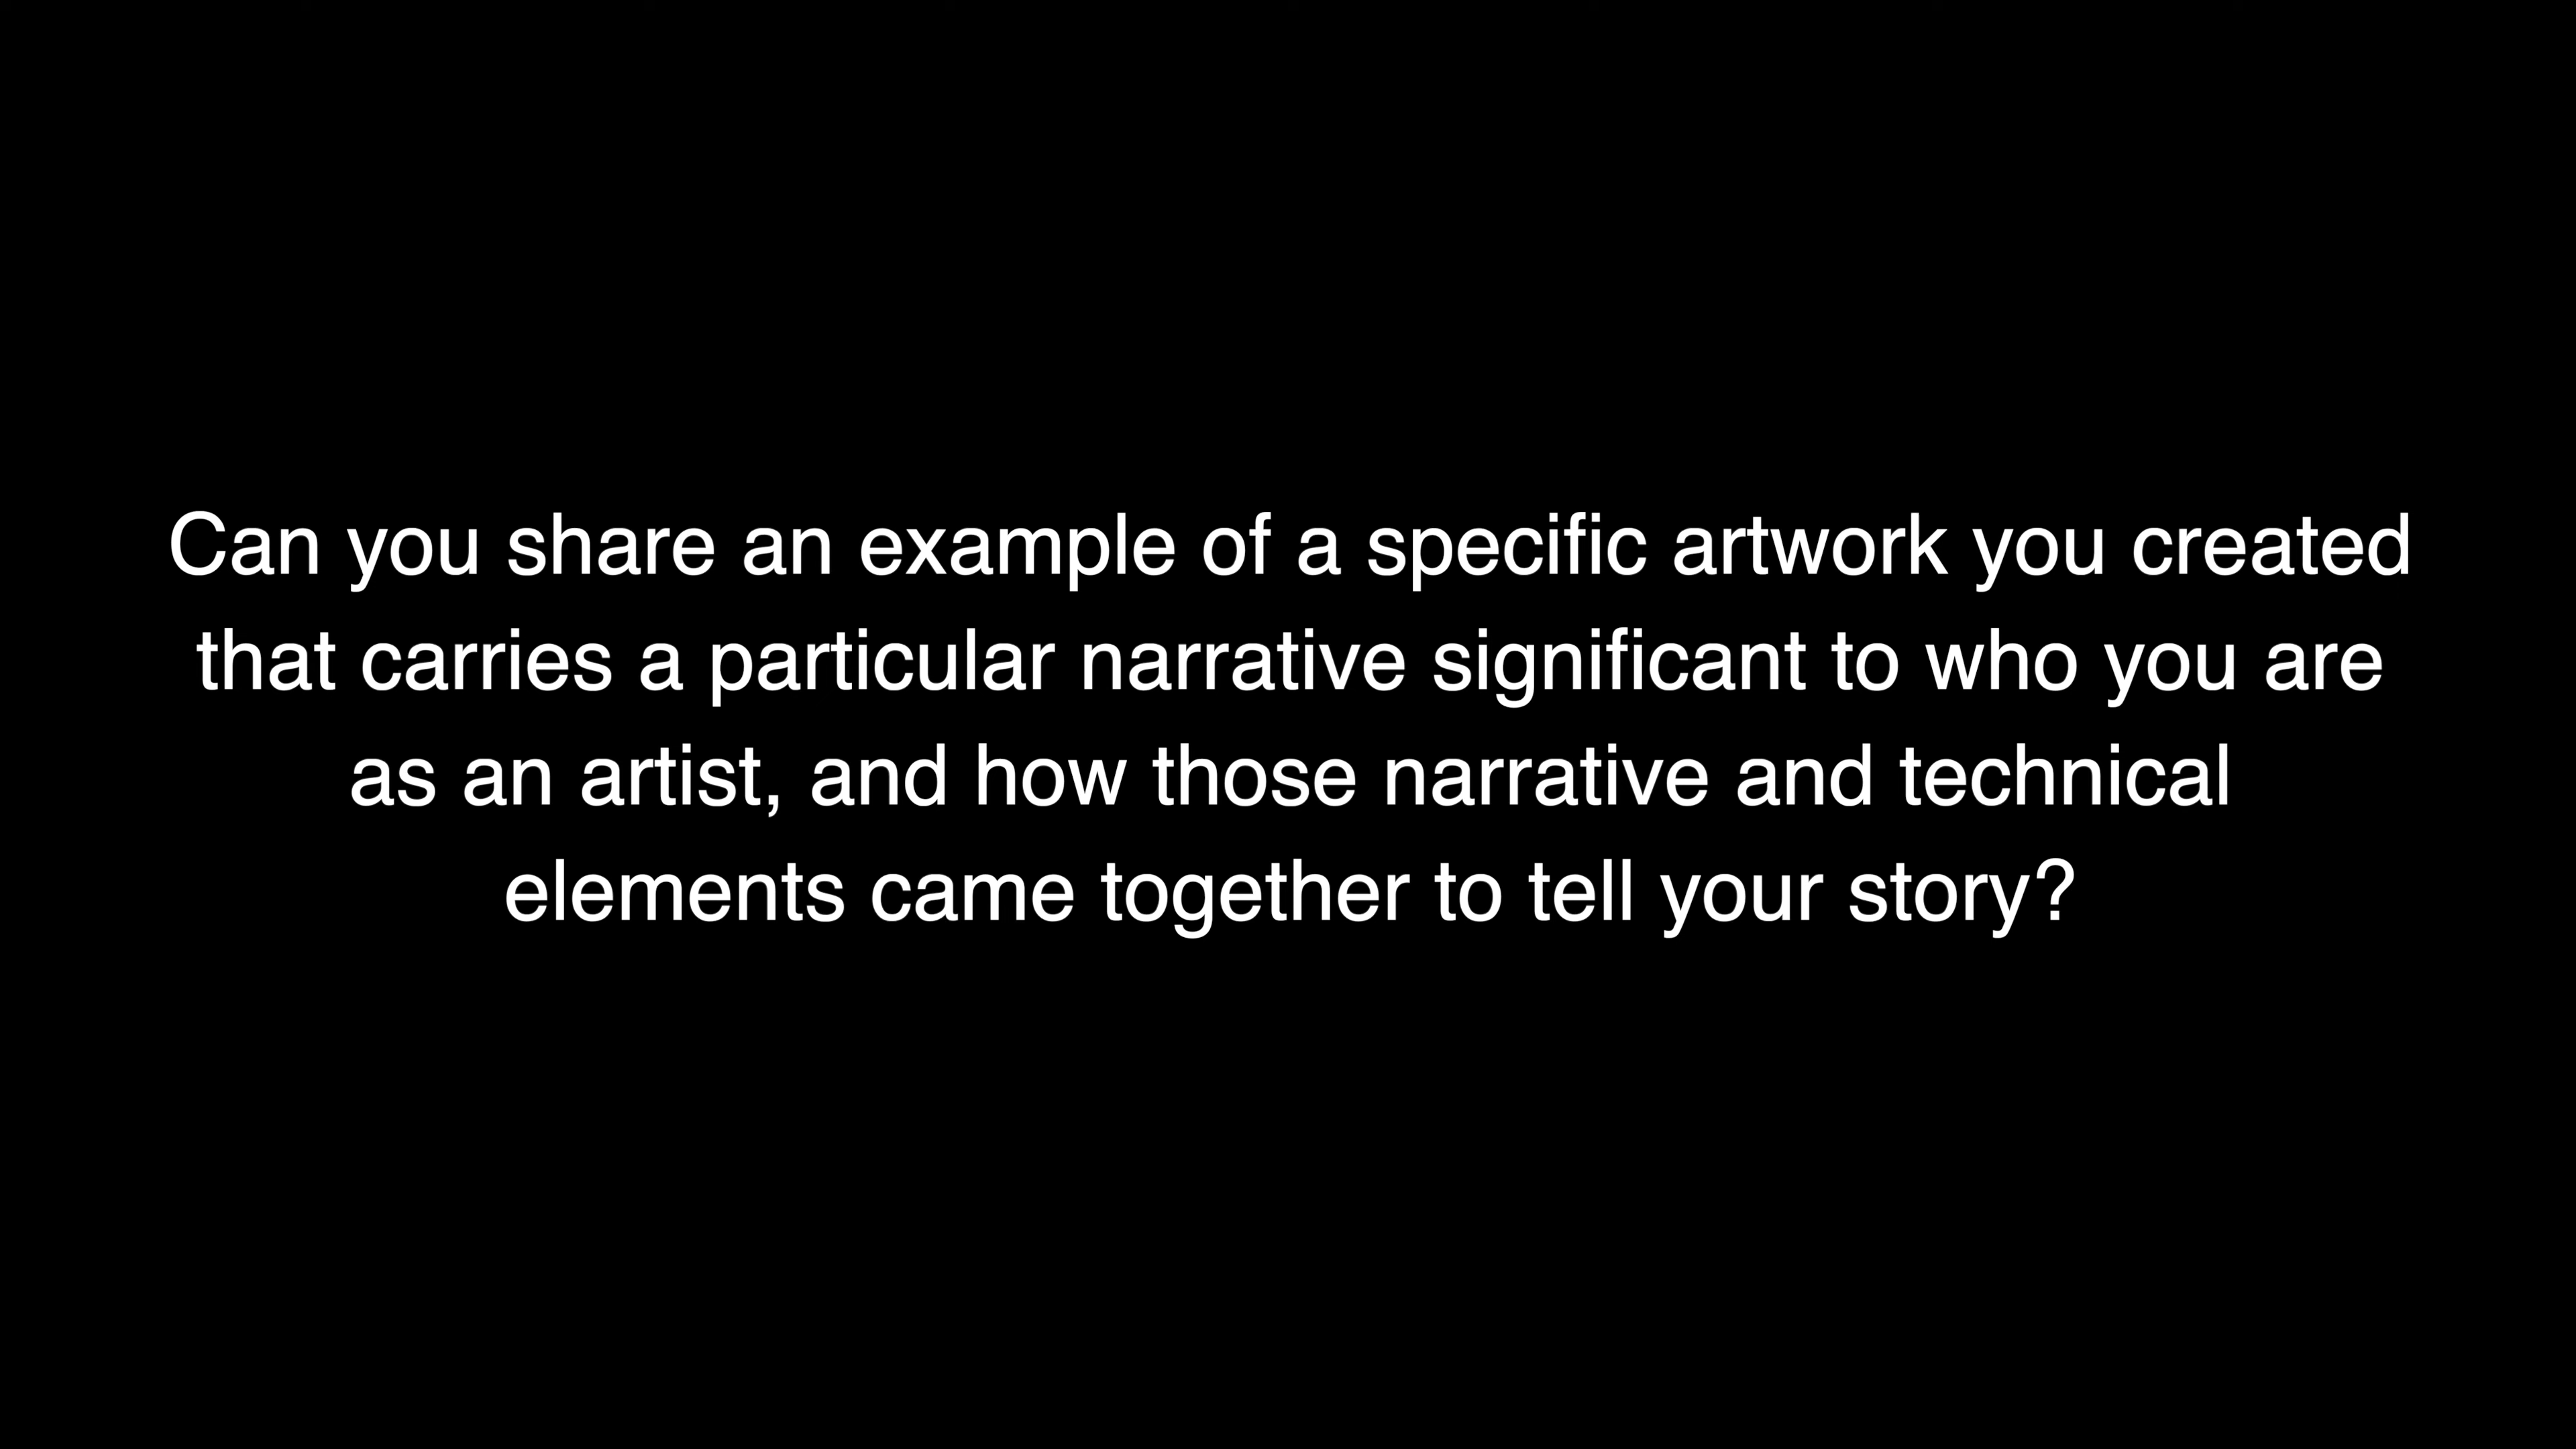 Can you share an example of a specific artwork you created
that carries a particular narrative significant to who you are
as an artist, and how those narrative and technical
elements came together to tell your story?